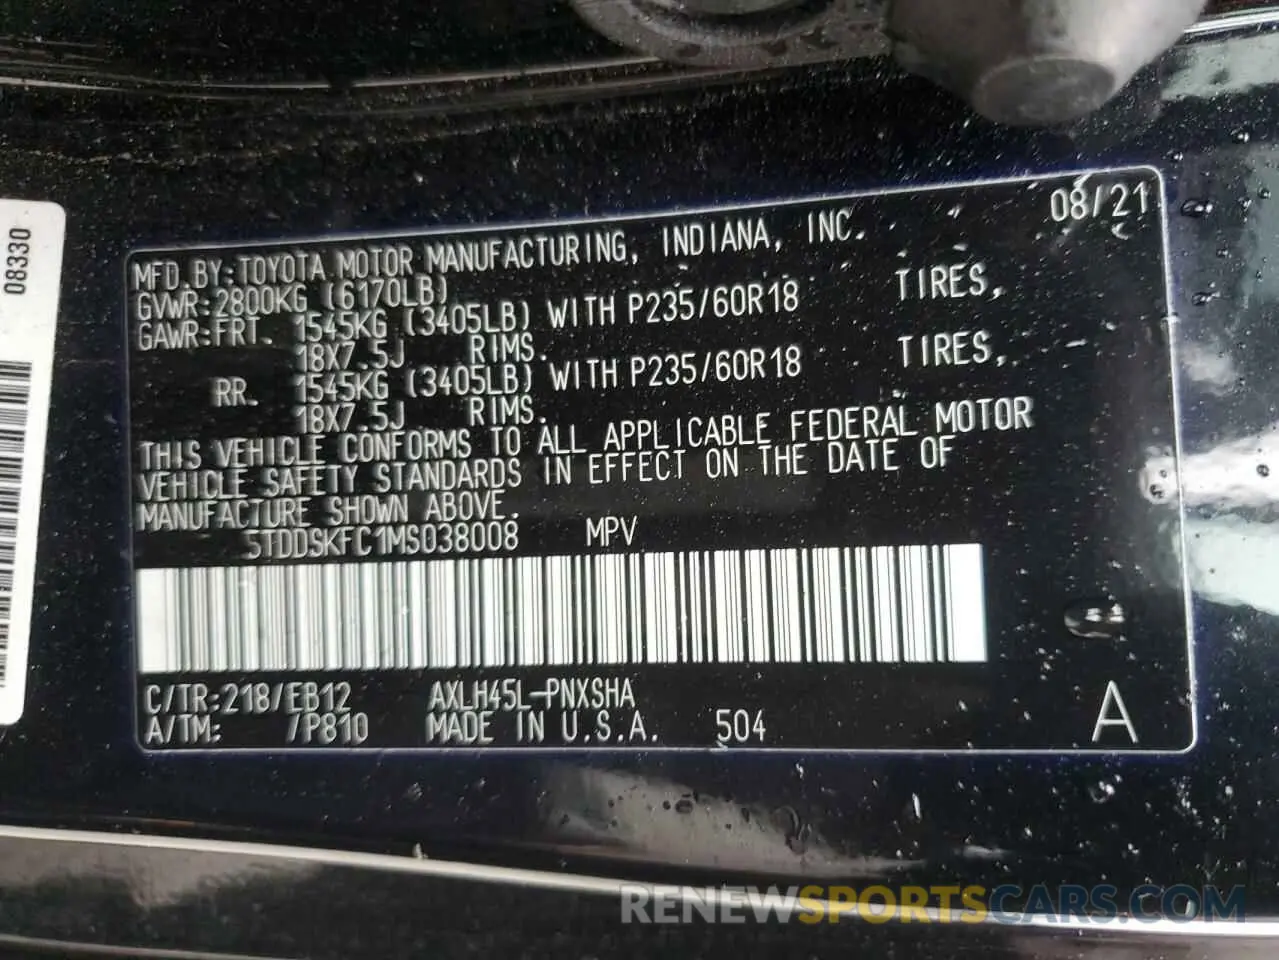 08330
08/21
MFD.BY:TOYOTA MOTOR MANUFACTURING, INDIANA, INC.
GVWR:2800KG (6170LB)
GAWR:FRT. 1545KG (3405LB) WITH P235/60R18 TIRES,
18X7.5J RIMS.
RR. 1545KG (3405LB) WITH P235/60R18 TIRES,
18X7.5J RIMS.
THIS VEHICLE CONFORMS TO ALL APPLICABLE FEDERAL MOTOR
VEHICLE SAFETY STANDARDS IN EFFECT ON THE DATE OF
MANUFACTURE SHOWN ABOVE.
5TDDSKFC1MS038008 MPV
C/TR:218/EB12 AXLH45L-PNXSHA
A/TM: /P810 MADE IN U.S.A. 504 A
RENEWSPORTSCARS.COM